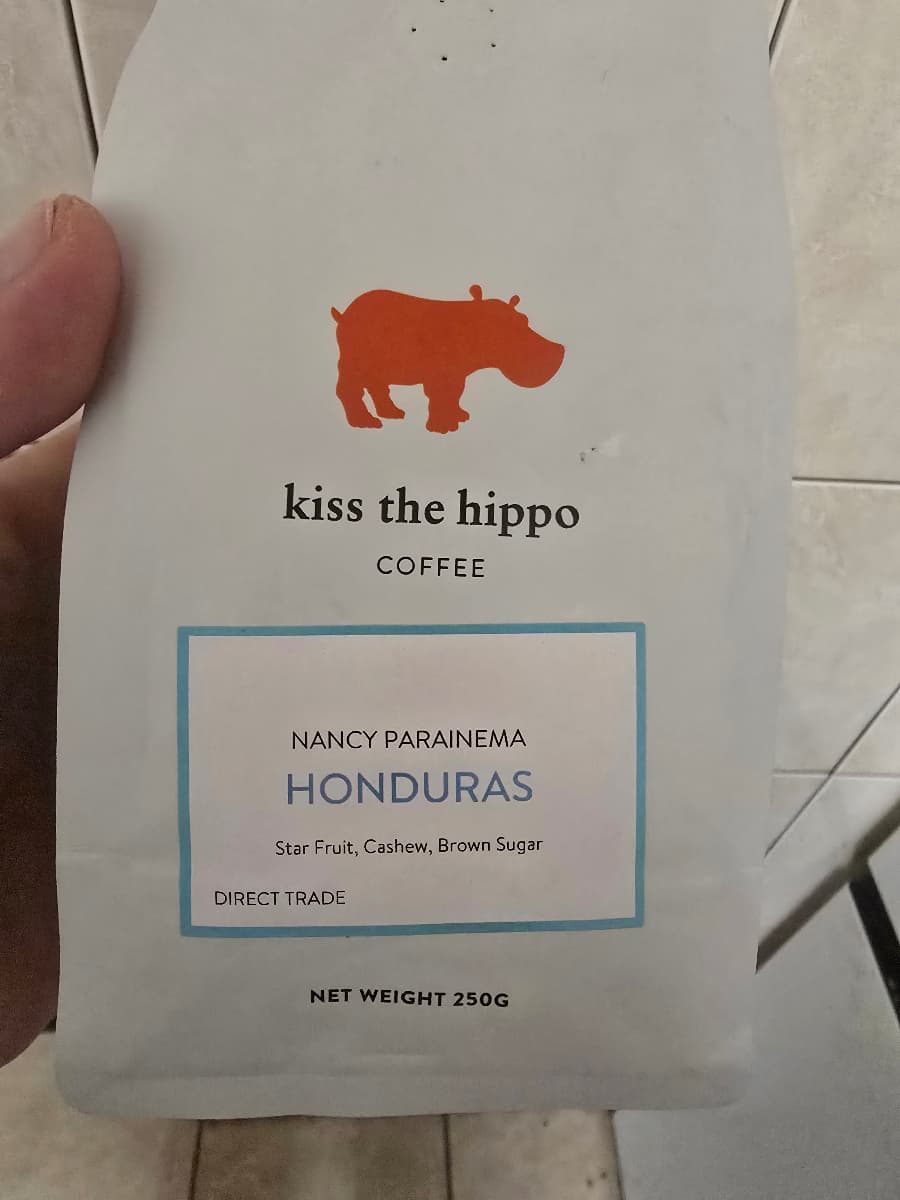 kiss the hippo
COFFEE
NANCY PARAINEMA
HONDURAS
Star Fruit, Cashew, Brown Sugar
DIRECT TRADE
NET WEIGHT 250G